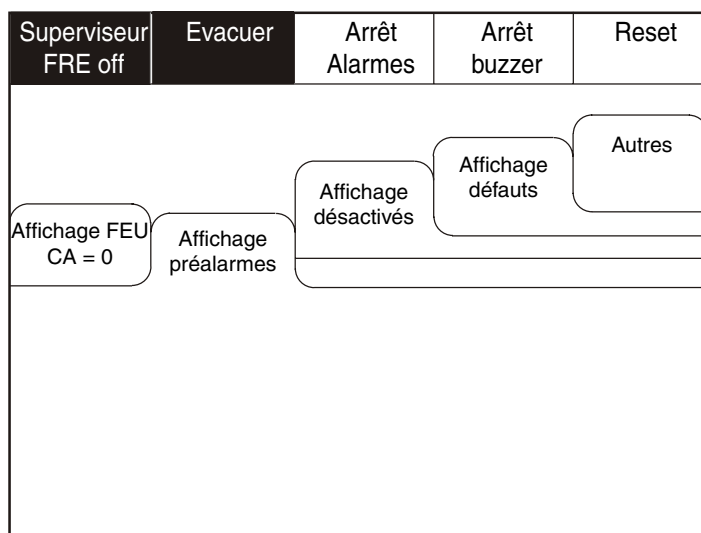 Superviseur
FRE off
Evacuer
Arrêt
Alarmes
Arrêt
buzzer
Reset
Autres
Affichage
défauts
Affichage
désactivés
Affichage FEU
CA = 0
Affichage
préalarmes